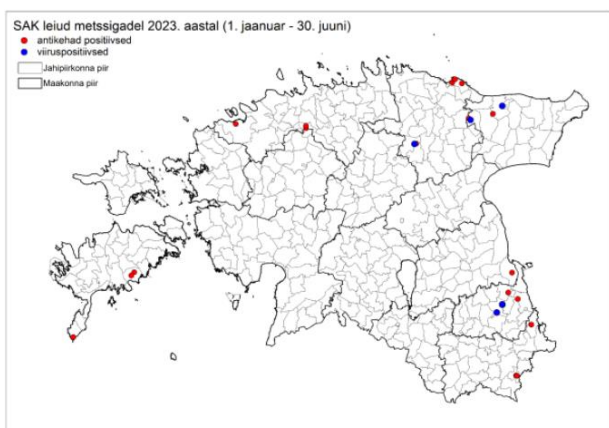 SAK leiud metssigadel 2023. aastal (1. jaanuar - 30. juuni)
antikehad positiivsed
viiruspositiivsed
Jahipiirkonna piir
Maakonna piir